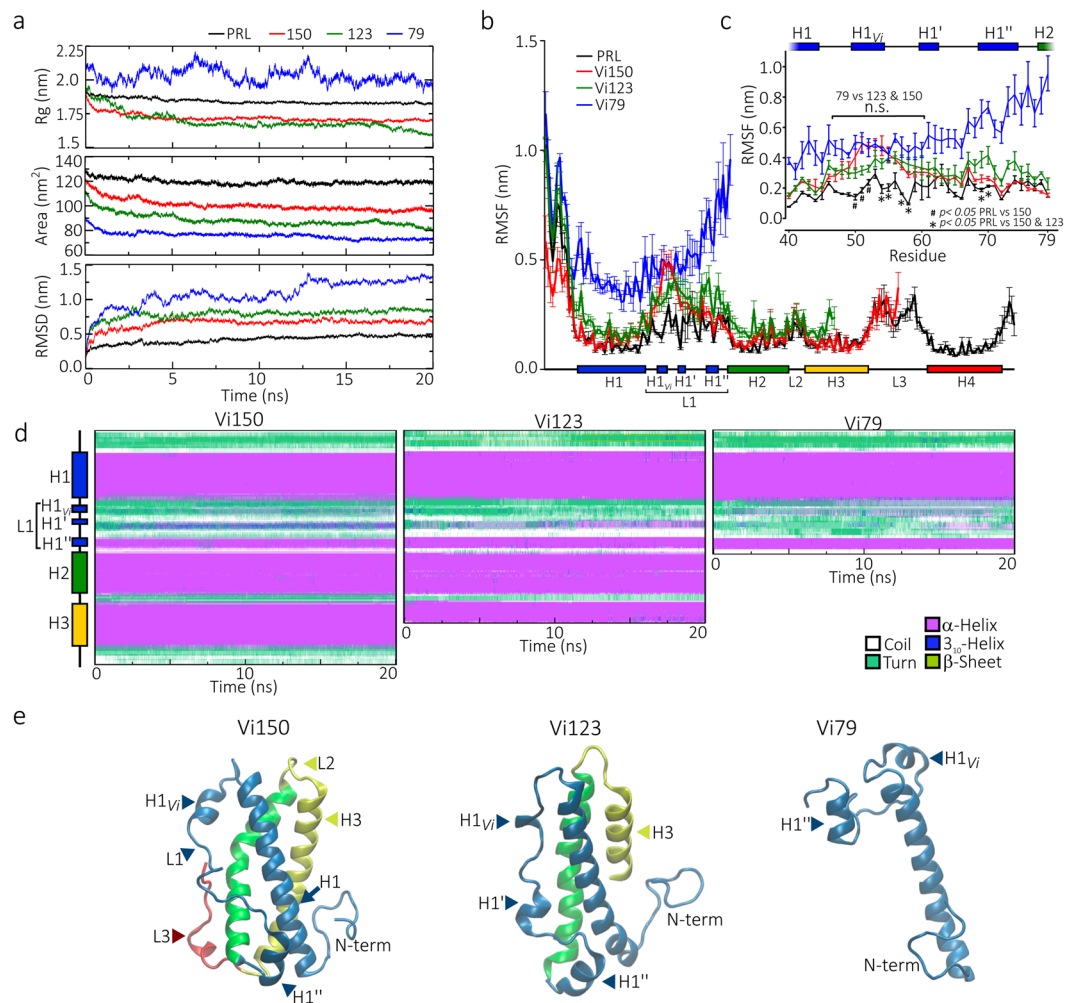 a
PRL 150 123 79
Rg (nm)
2.25
2.00
1.75
1.5
Area(nm²)
140
120
100
80
60
RMSD (nm)
1.5
1.0
0.5
0.0
0 5 10 15 20
Time (ns)
b
PRL
Vi150
Vi123
Vi79
RMSF (nm)
1.0
0.5
0.0
H1 H1Vi H1' H1'' H2 L2 H3 L3 H4
L1
c
H1 H1Vi H1' H1'' H2
79 vs 123 & 150
n.s.
RMSF (nm)
1.0
0.8
0.6
0.4
0.2
0.0
# #
* * * * * * *
# p< 0.05 PRL vs 150
* p< 0.05 PRL vs 150 & 123
40 50 60 70 79
Residue
d
Vi150 Vi123 Vi79
H1
H1Vi
L1 H1'
H1''
H2
H3
10 20
Time (ns)
10 20
Time (ns)
10 20
Time (ns)
α-Helix
Coil 3₁₀-Helix
Turn β-Sheet
e
Vi150 Vi123 Vi79
L2
H1Vi
H3
L1
H1
L3
N-term
H1''
H1Vi
H3
H1'
N-term
H1''
H1Vi
H1''
N-term